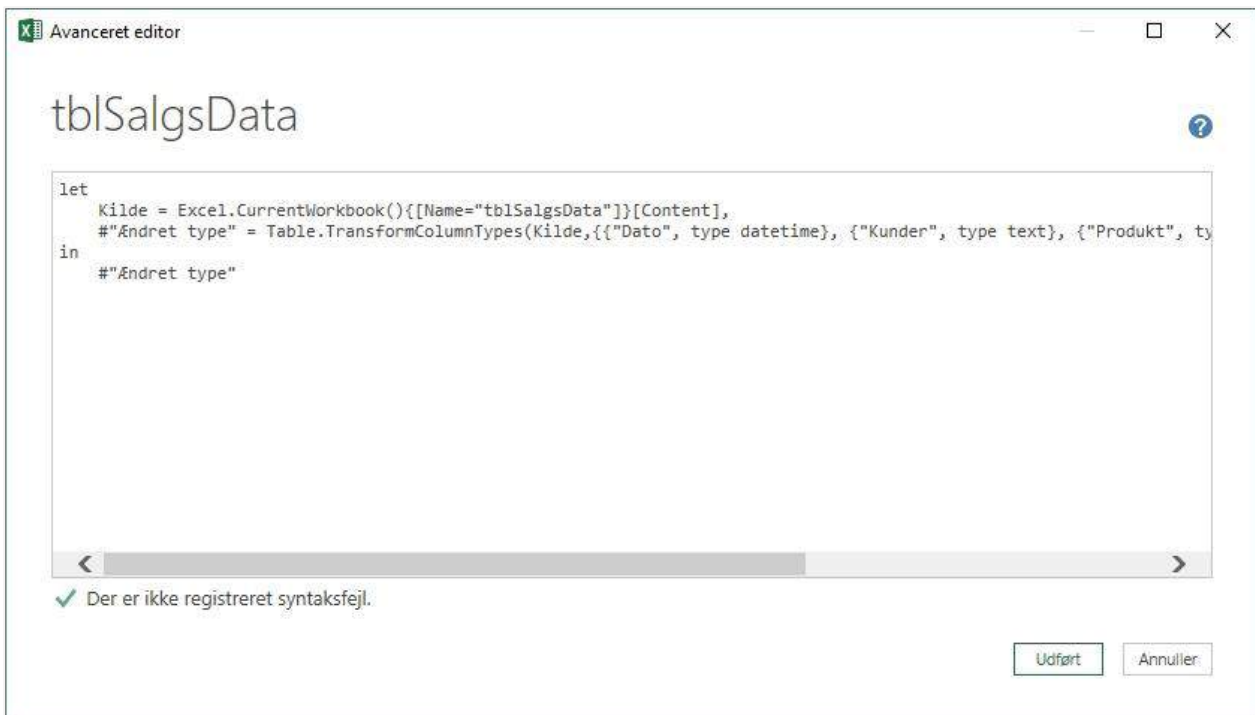 Avanceret editor
tblSalgsData
let
Kilde = Excel.CurrentWorkbook(){[Name="tblSalgsData"]}[Content],
#"Ændret type" = Table.TransformColumnTypes(Kilde,{{"Dato", type datetime}, {"Kunder", type text}, {"Produkt", ty
in
#"Ændret type"
Der er ikke registreret syntaksfejl.
Udført
Annuller